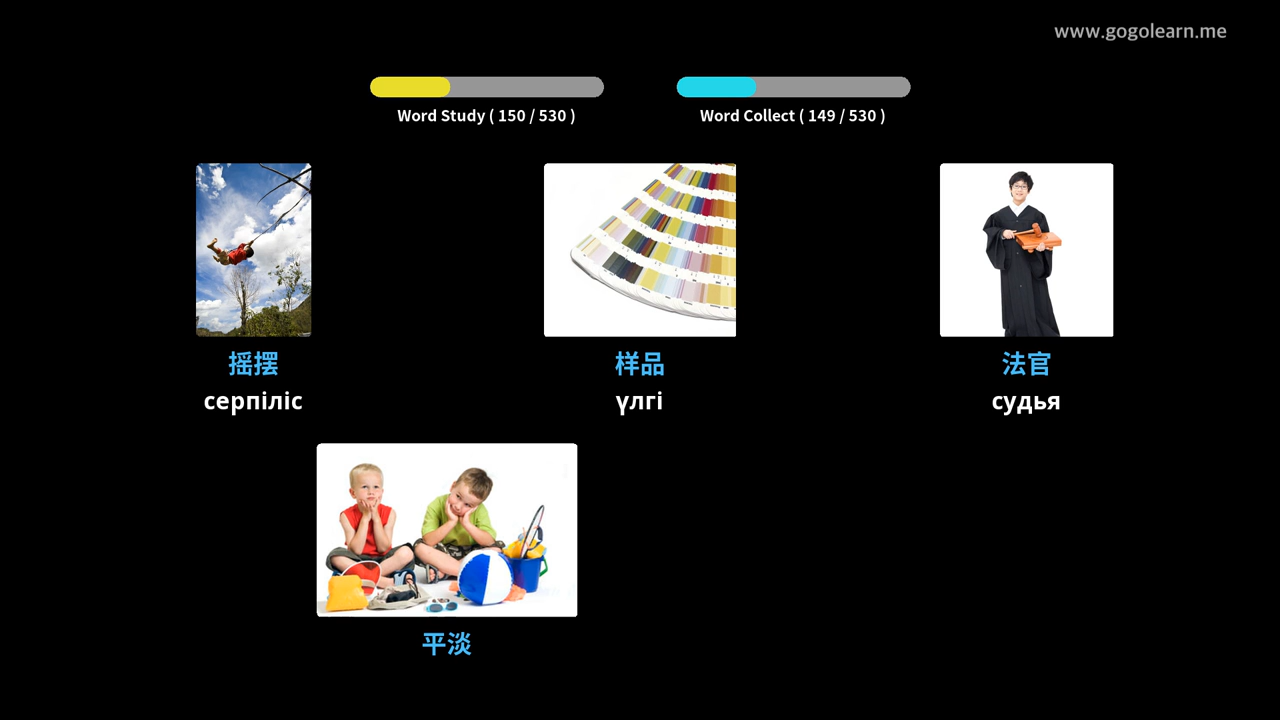 www.gogolearn.me
Word Study ( 150 / 530 )
Word Collect ( 149 / 530 )
摇摆
серпіліс
样品
үлгі
法官
судья
平淡